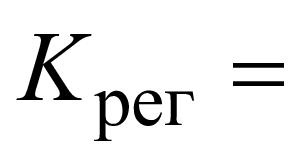 K рег =